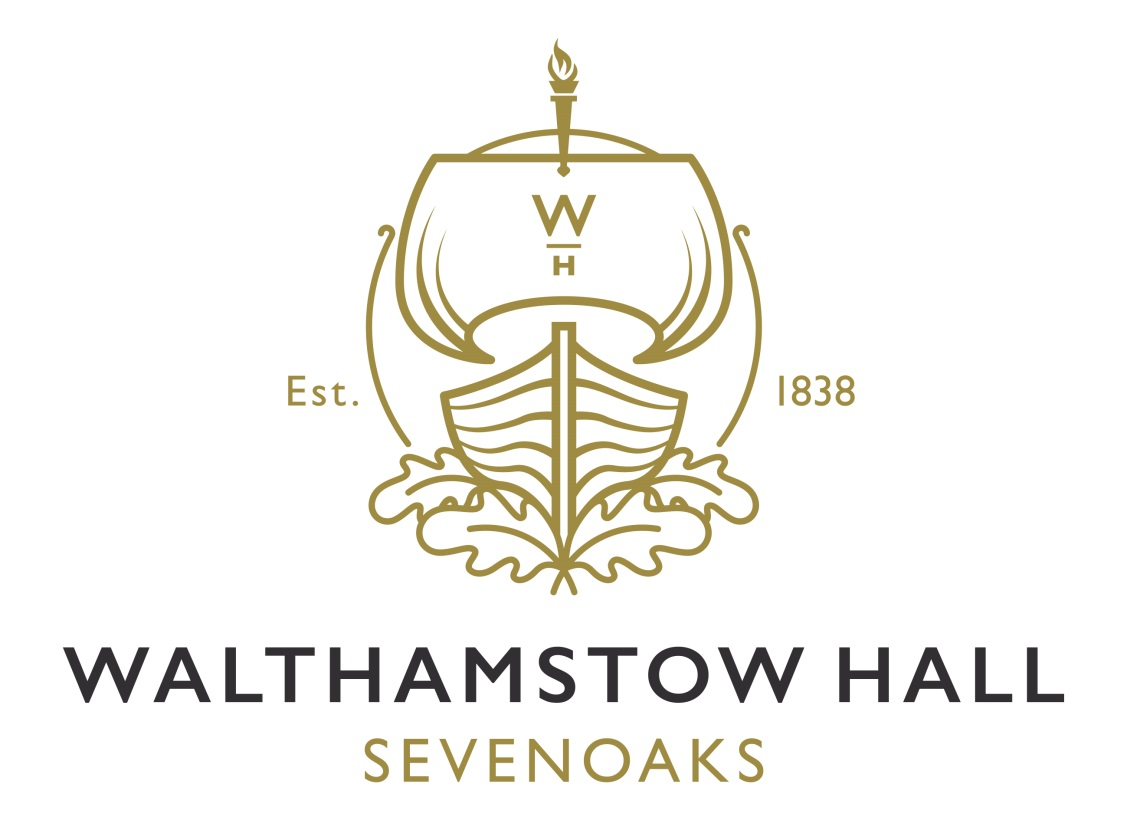 W
H
Est. 1838
WALTHAMSTOW HALL
SEVENOAKS